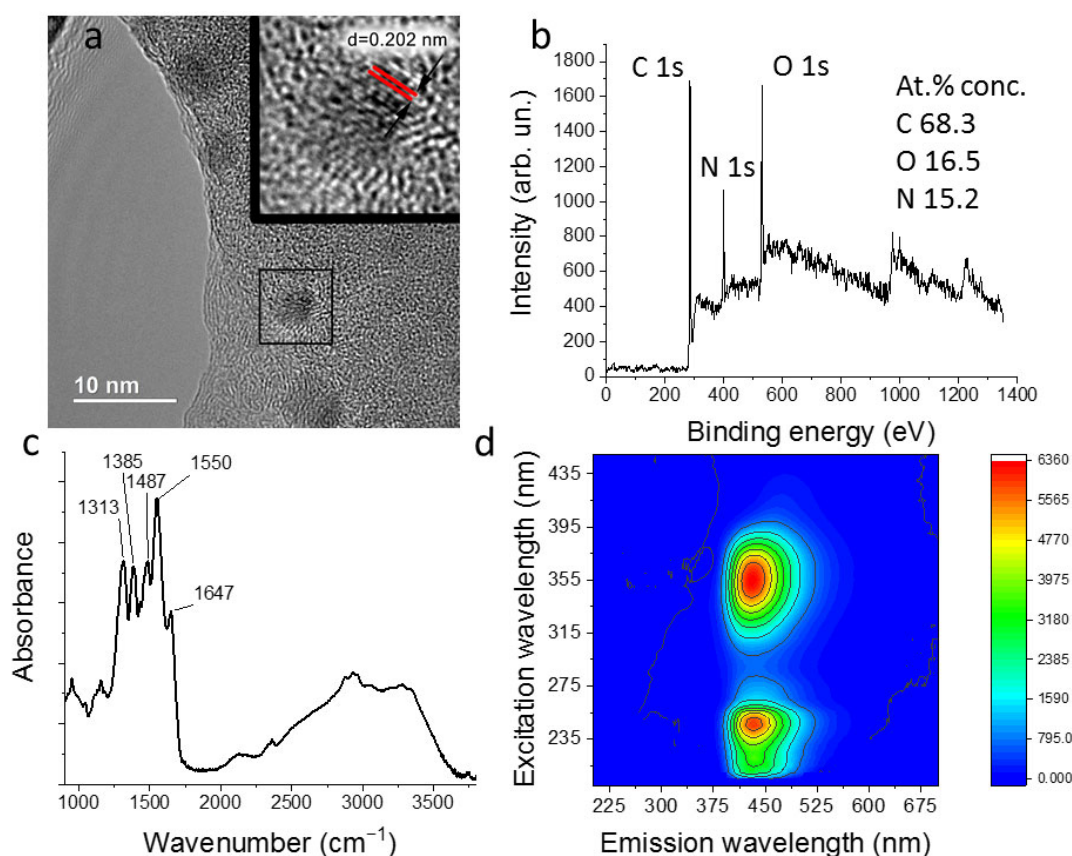 a
d=0.202 nm
10 nm
b
Intensity (arb. un.)
1800
1600
1400
1200
1000
800
600
400
200
0
C 1s
N 1s
O 1s
At.% conc.
C 68.3
O 16.5
N 15.2
0 200 400 600 800 1000 1200 1400
Binding energy (eV)
c
Absorbance
1313
1385
1487
1550
1647
1000 1500 2000 2500 3000 3500
Wavenumber (cm⁻¹)
d
Excitation wavelength (nm)
435
395
355
315
275
235
225 300 375 450 525 600 675
Emission wavelength (nm)
6360
5565
4770
3975
3180
2385
1590
795.0
0.000